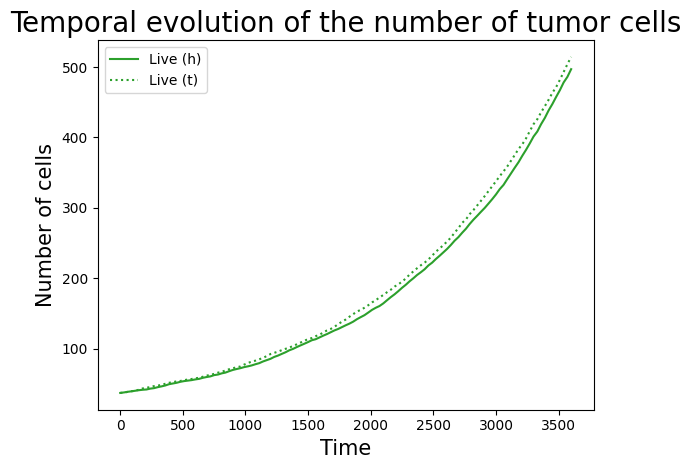 Temporal evolution of the number of tumor cells
Live (h)
Live (t)
Number of cells
500
400
300
200
100
0 500 1000 1500 2000 2500 3000 3500
Time